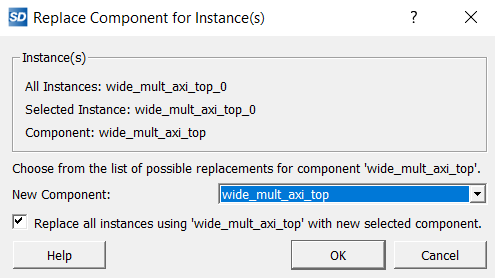 SD Replace Component for Instance(s) ? ×
Instance(s)
All Instances: wide_mult_axi_top_0
Selected Instance: wide_mult_axi_top_0
Component: wide_mult_axi_top
Choose from the list of possible replacements for component 'wide_mult_axi_top'.
New Component: wide_mult_axi_top
Replace all instances using 'wide_mult_axi_top' with new selected component.
Help OK Cancel